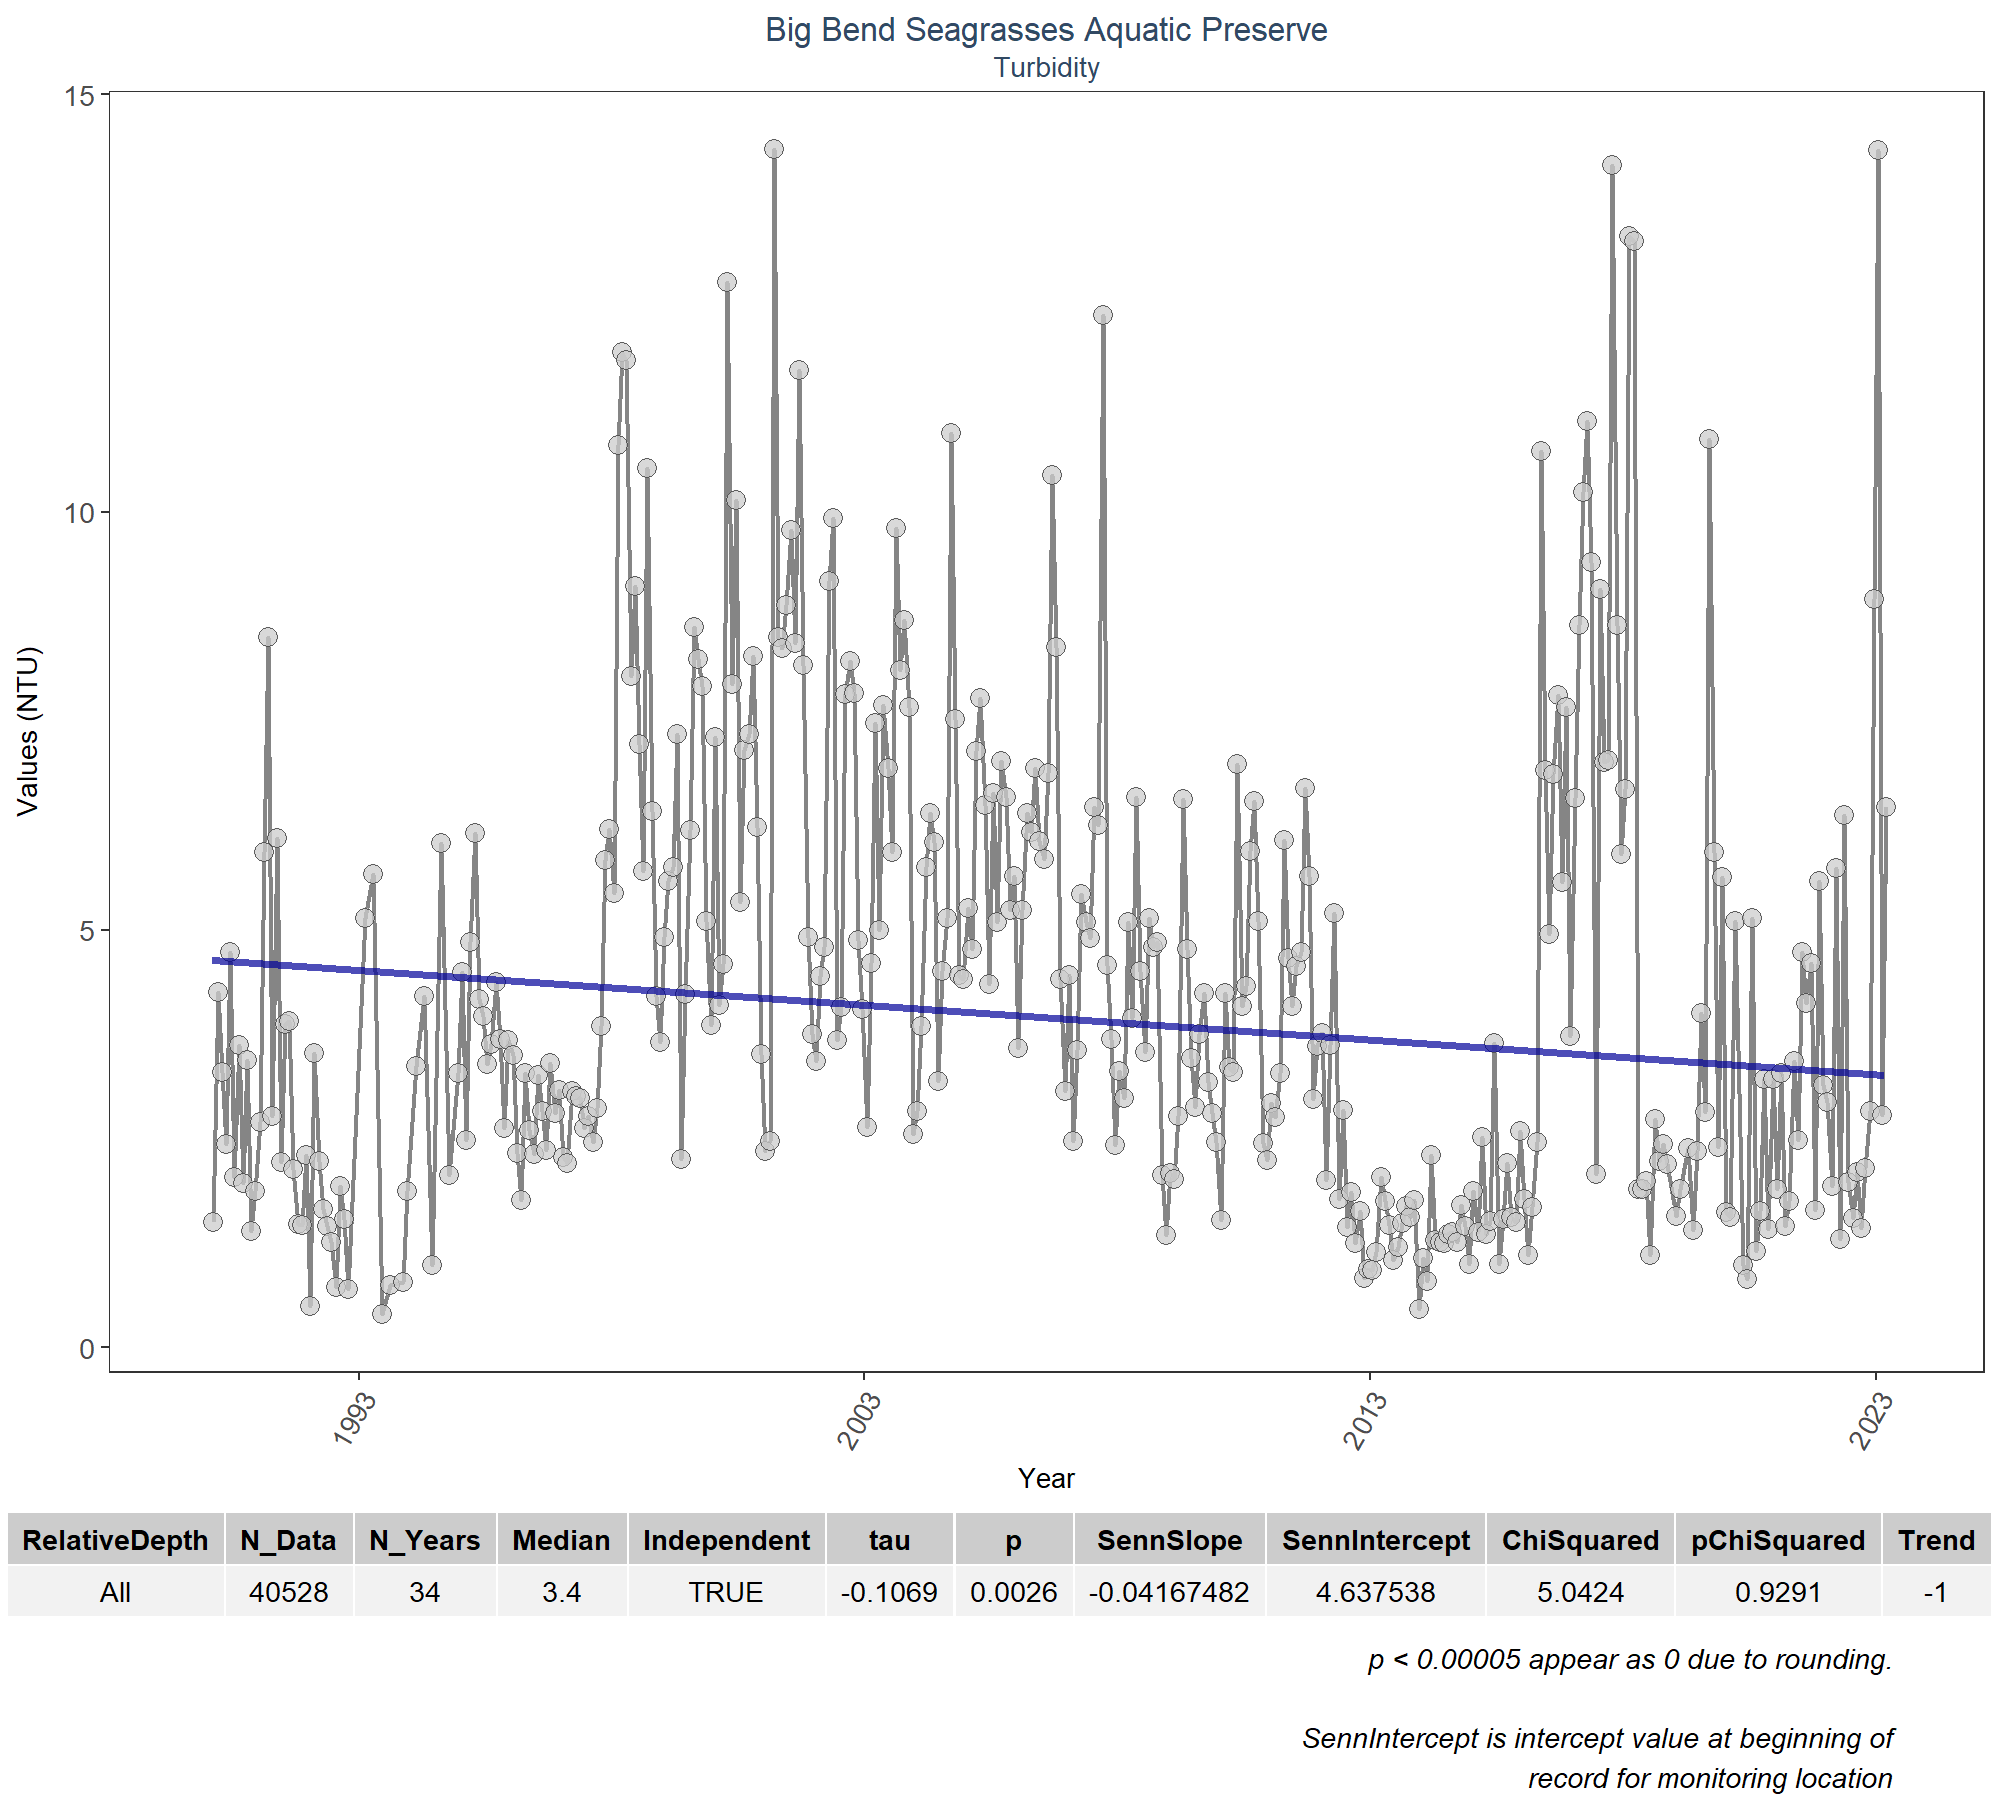 Big Bend Seagrasses Aquatic Preserve
Turbidity
15
10
5
0
Values (NTU)
1993
2003
2013
2023
Year
RelativeDepth N_Data N_Years Median Independent tau p SennSlope SennIntercept ChiSquared pChiSquared Trend
All 40528 34 3.4 TRUE -0.1069 0.0026 -0.04167482 4.637538 5.0424 0.9291 -1
p < 0.00005 appear as 0 due to rounding.
SennIntercept is intercept value at beginning of
record for monitoring location